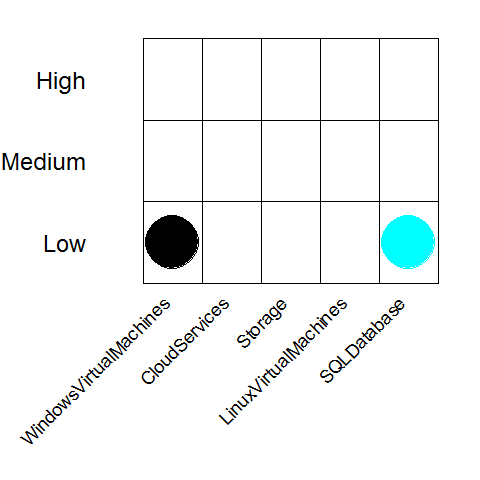 High
Medium
Low
WindowsVirtualMachines
CloudServices
Storage
LinuxVirtualMachines
SQLDatabase